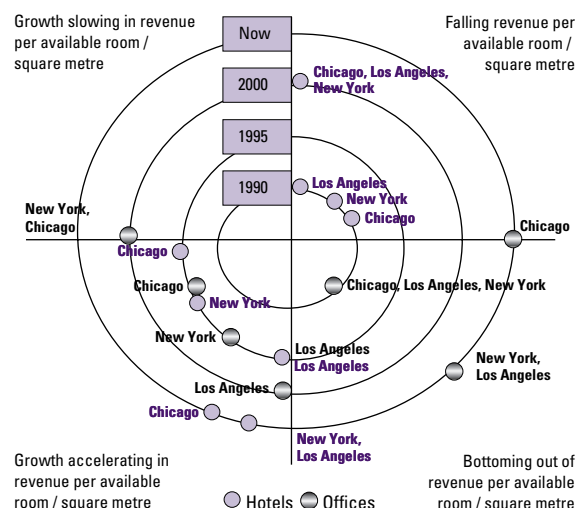 Growth slowing in revenue
per available room /
square metre
Now
Falling revenue per
available room /
square metre
2000
Chicago, Los Angeles,
New York
1995
1990
Los Angeles
New York
Chicago
New York,
Chicago
Chicago
Chicago
Chicago
Chicago, Los Angeles, New York
New York
New York
Los Angeles
Los Angeles
New York,
Los Angeles
Los Angeles
Chicago
New York,
Los Angeles
Growth accelerating in
revenue per available
room / square metre
Bottoming out of
revenue per available
room / square metre
Hotels
Offices